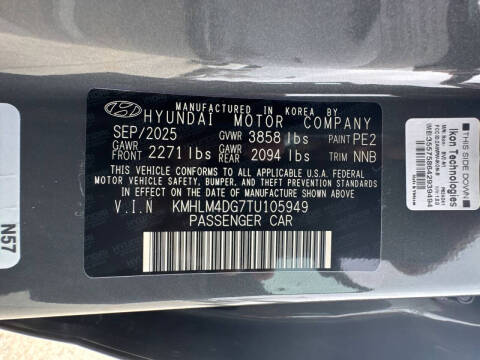 MANUFACTURED IN KOREA BY
HYUNDAI MOTOR COMPANY
SEP/2025 GVWR 3858 lbs PAINT PE2
GAWR FRONT 2271 lbs GAWR REAR 2094 lbs TRIM NNB
THIS VEHICLE CONFORMS TO ALL APPLICABLE U.S.A. FEDERAL
MOTOR VEHICLE SAFETY, BUMPER, AND THEFT PREVENTION STANDARDS
IN EFFECT ON THE DATE OF MANUFACTURE SHOWN ABOVE.
V.I.N KMHLM4DG7TU105949
PASSENGER CAR
N57
THIS SIDE DOWN
Ikon Technologies